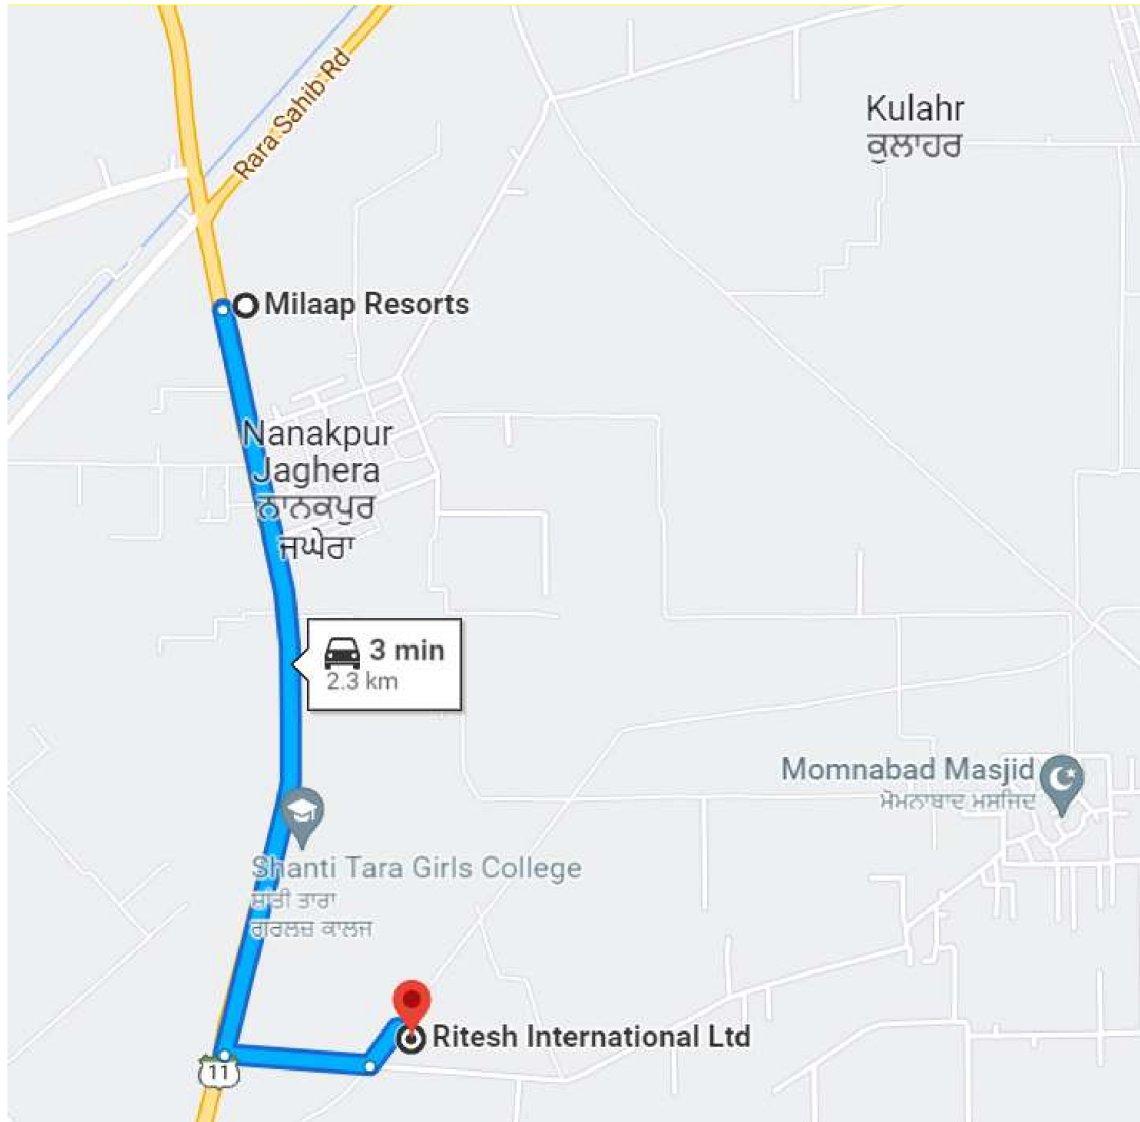 Kulahr
ਕੁਲਾਹਰ
Rara Sahib Rd
Milaap Resorts
Nanakpur
Jaghera
ਨਾਨਕਪੁਰ
ਜਘੇਰਾ
3 min
2.3 km
Momnabad Masjid
ਮੋਮਨਾਬਾਦ ਮਸਜਿਦ
Shanti Tara Girls College
ਸ਼ਾਂਤੀ ਤਾਰਾ
ਗਰਲਜ਼ ਕਾਲਜ
Ritesh International Ltd
11